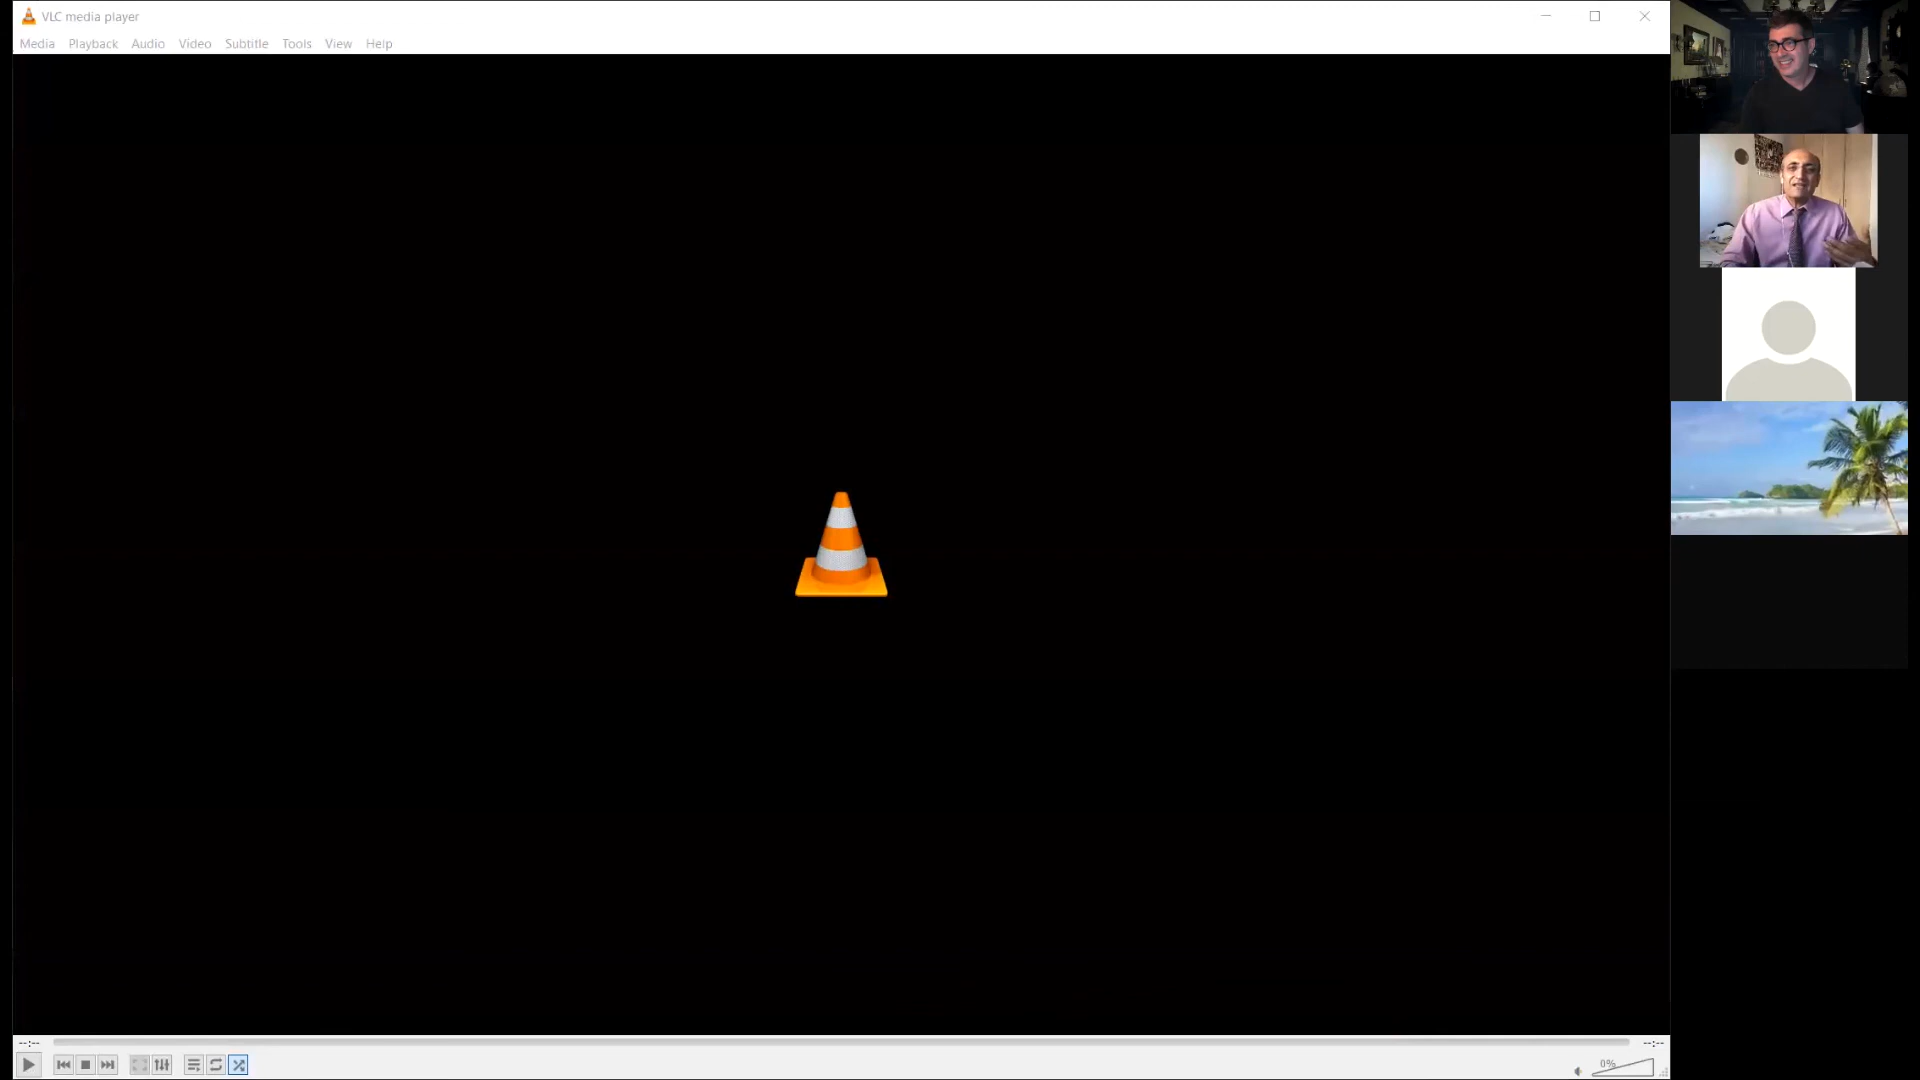 VLC media player
Media Playback Audio Video Subtitle Tools View Help
--:-- --:--
0%